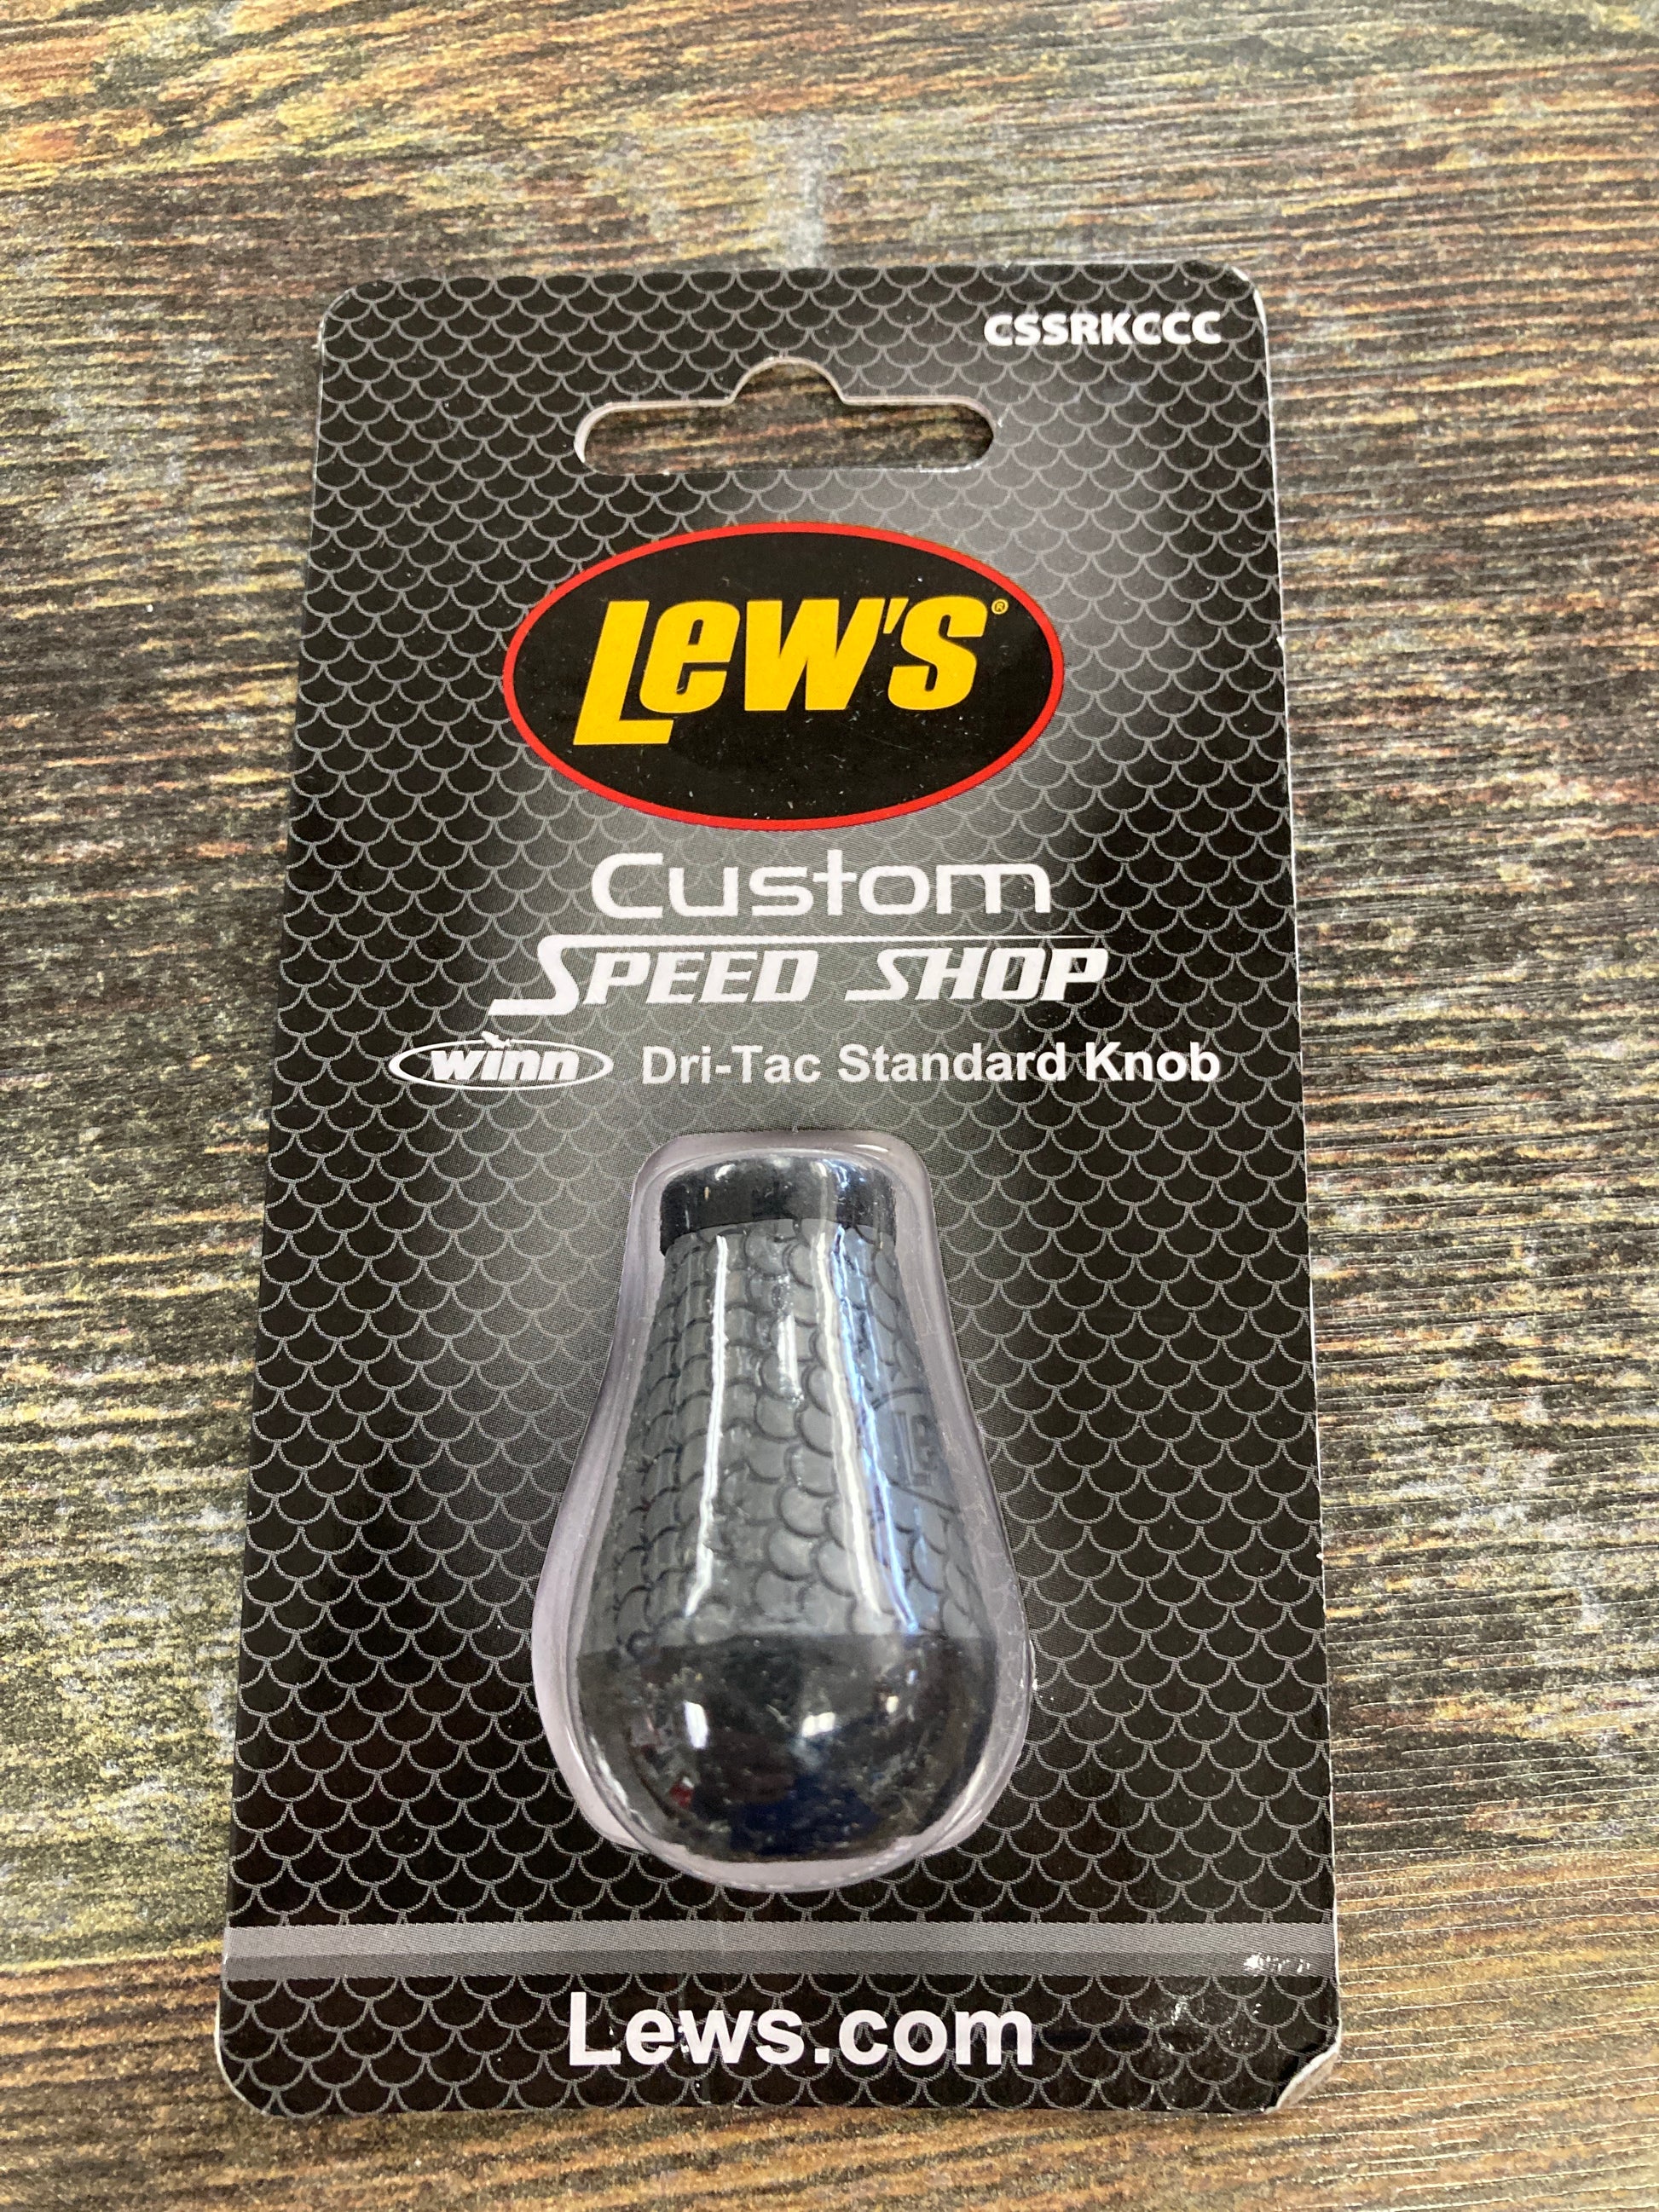 CSSRKCCC
Lew's®
Custom
SPEED SHOP
winn Dri-Tac Standard Knob
Lews.com